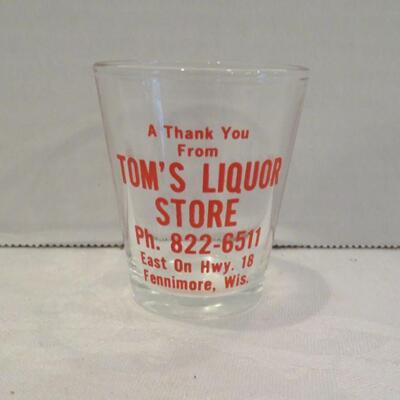 A Thank You
From
TOM'S LIQUOR
STORE
Ph. 822-6511
East On Hwy. 18
Fennimore, Wis.